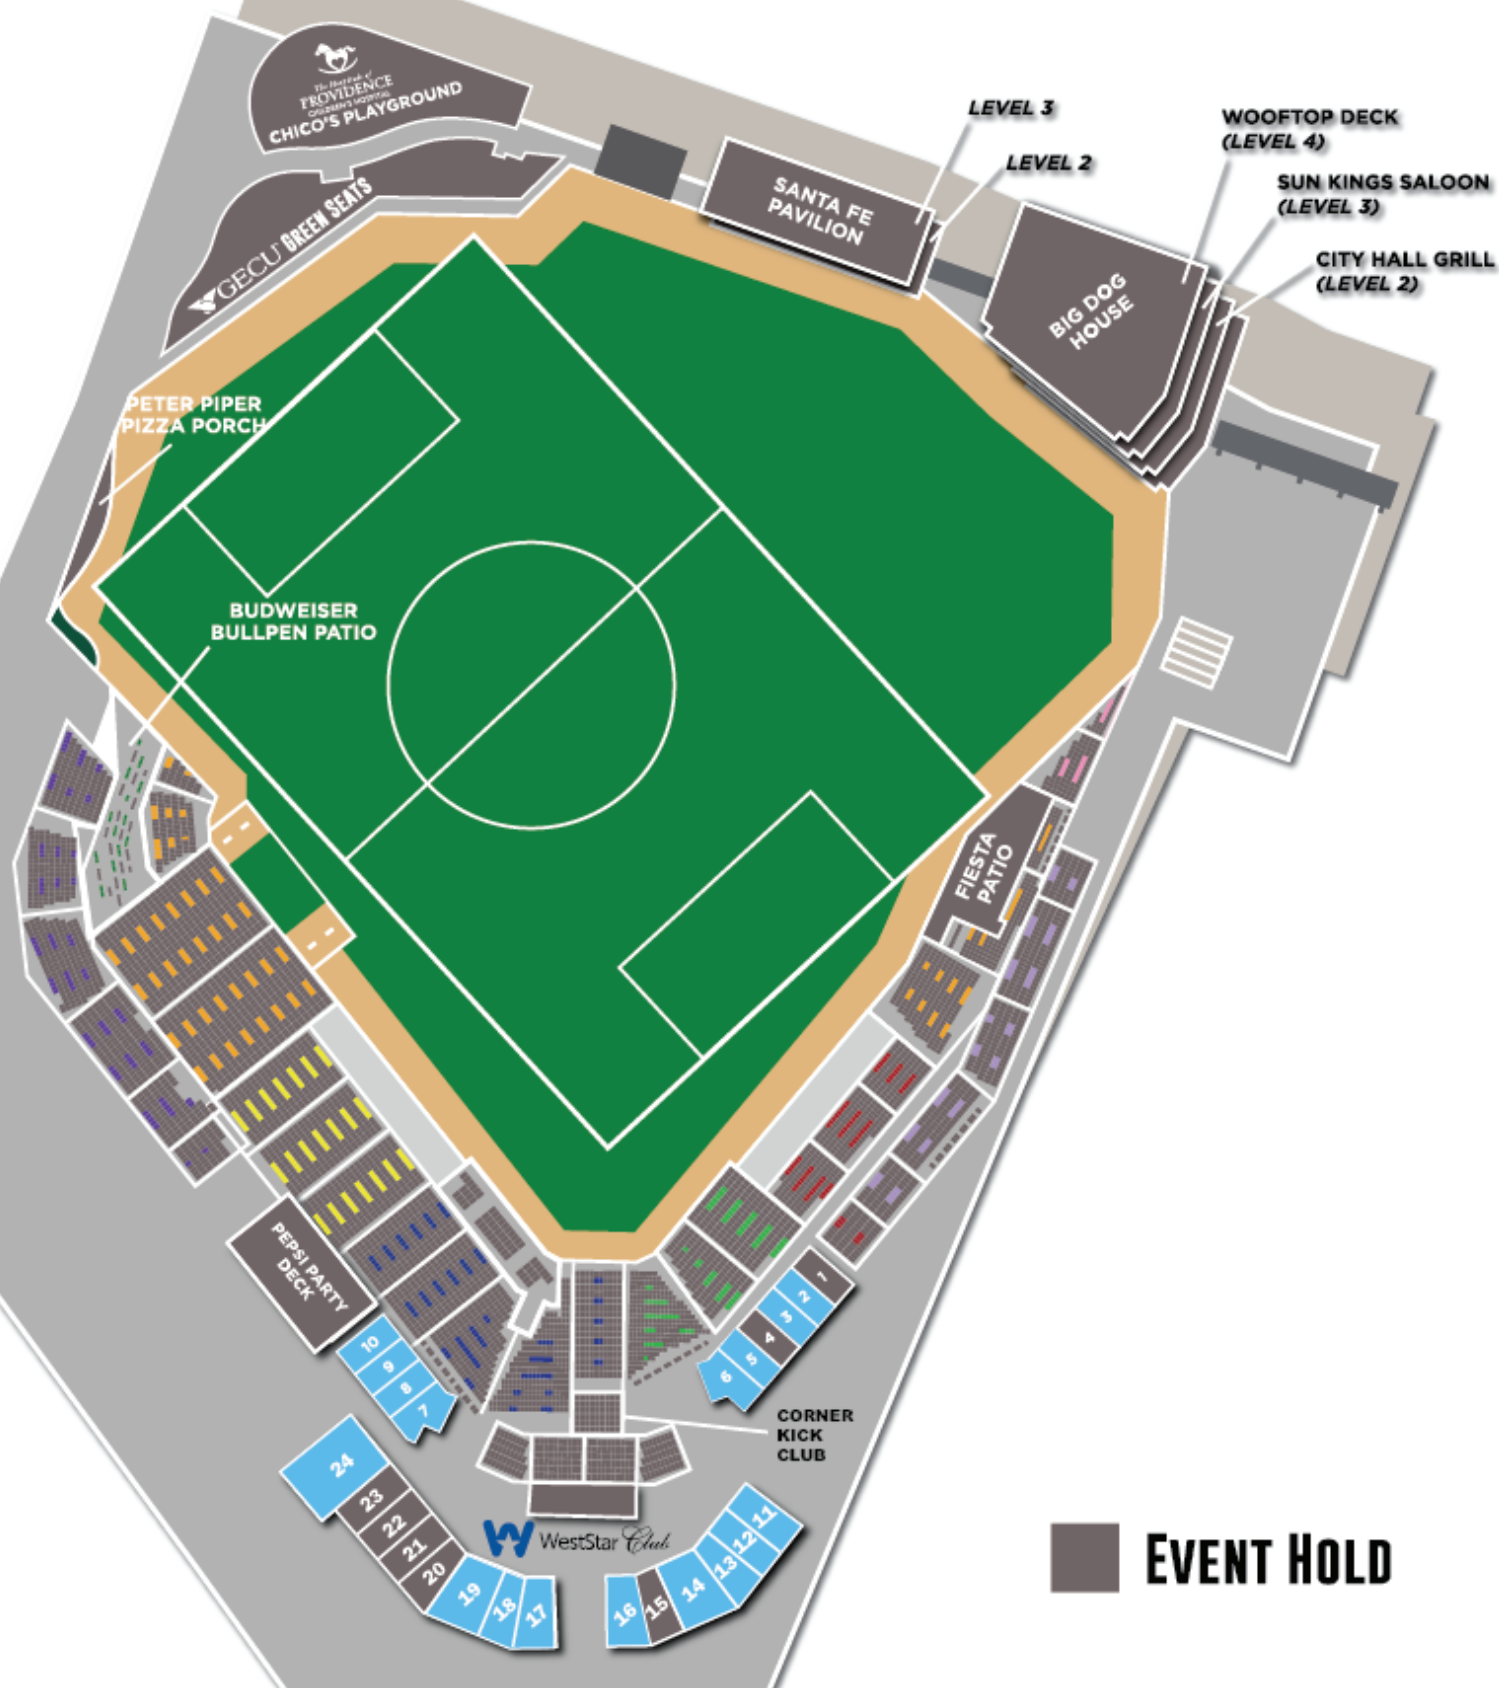 The Hospitals of
PROVIDENCE
CHILDREN'S HOSPITAL
CHICO'S PLAYGROUND
GECU GREEN SEATS
LEVEL 3
LEVEL 2
SANTA FE
PAVILION
WOOFTOP DECK
(LEVEL 4)
SUN KINGS SALOON
(LEVEL 3)
CITY HALL GRILL
(LEVEL 2)
BIG DOG
HOUSE
PETER PIPER
PIZZA PORCH
BUDWEISER
BULLPEN PATIO
FIESTA
PATIO
PEPSI PARTY
DECK
1
2
3
4
5
6
10
9
8
7
CORNER
KICK
CLUB
24
23
22
21
20
19
18
17
WestStar Club
16
15
14
13
12
11
EVENT HOLD